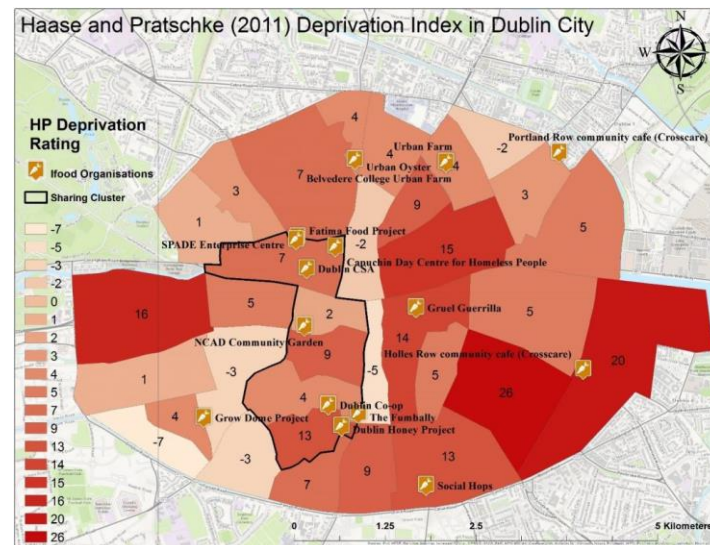 Haase and Pratschke (2011) Deprivation Index in Dublin City
N
W E
S
HP Deprivation
Rating
Ifood Organisations
Sharing Cluster
-7
-5
-3
-2
0
1
2
3
4
5
7
9
13
14
15
16
20
26
4
Urban Farm
Portland Row community cafe (Crosscare)
4
-2
Urban Oyster
4
7
Belvedere College Urban Farm
3
3
9
1
5
Fatima Food Project
SPADE Enterprise Centre
-2
15
7
Capuchin Day Centre for Homeless People
Dublin CSA
16
5
2
Gruel Guerrilla
5
NCAD Community Garden
14
9
Holles Row community cafe (Crosscare)
20
1
-3
-5
5
26
4
Dublin Co-op
4
Grow Dome Project
The Fumbally
-7
13
Dublin Honey Project
-3
13
7
9
Social Hops
0 1.25 2.5 5 Kilometers